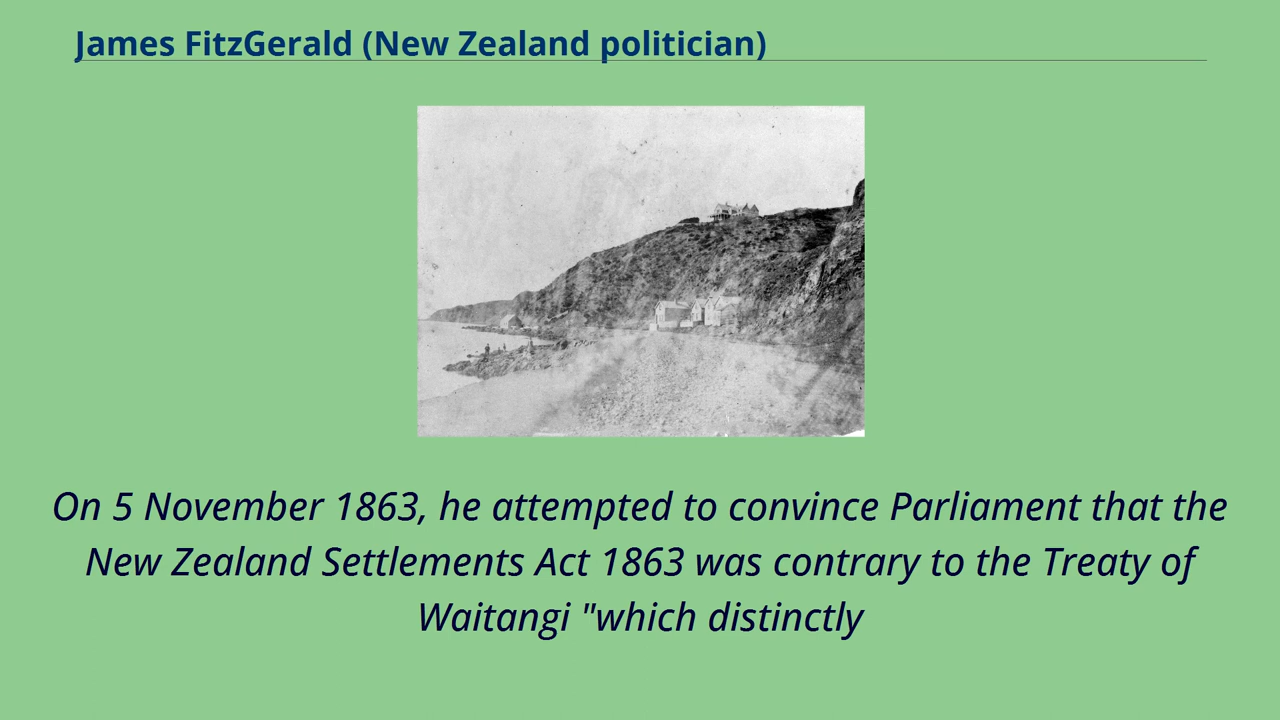 James FitzGerald (New Zealand politician)
On 5 November 1863, he attempted to convince Parliament that the
New Zealand Settlements Act 1863 was contrary to the Treaty of
Waitangi "which distinctly